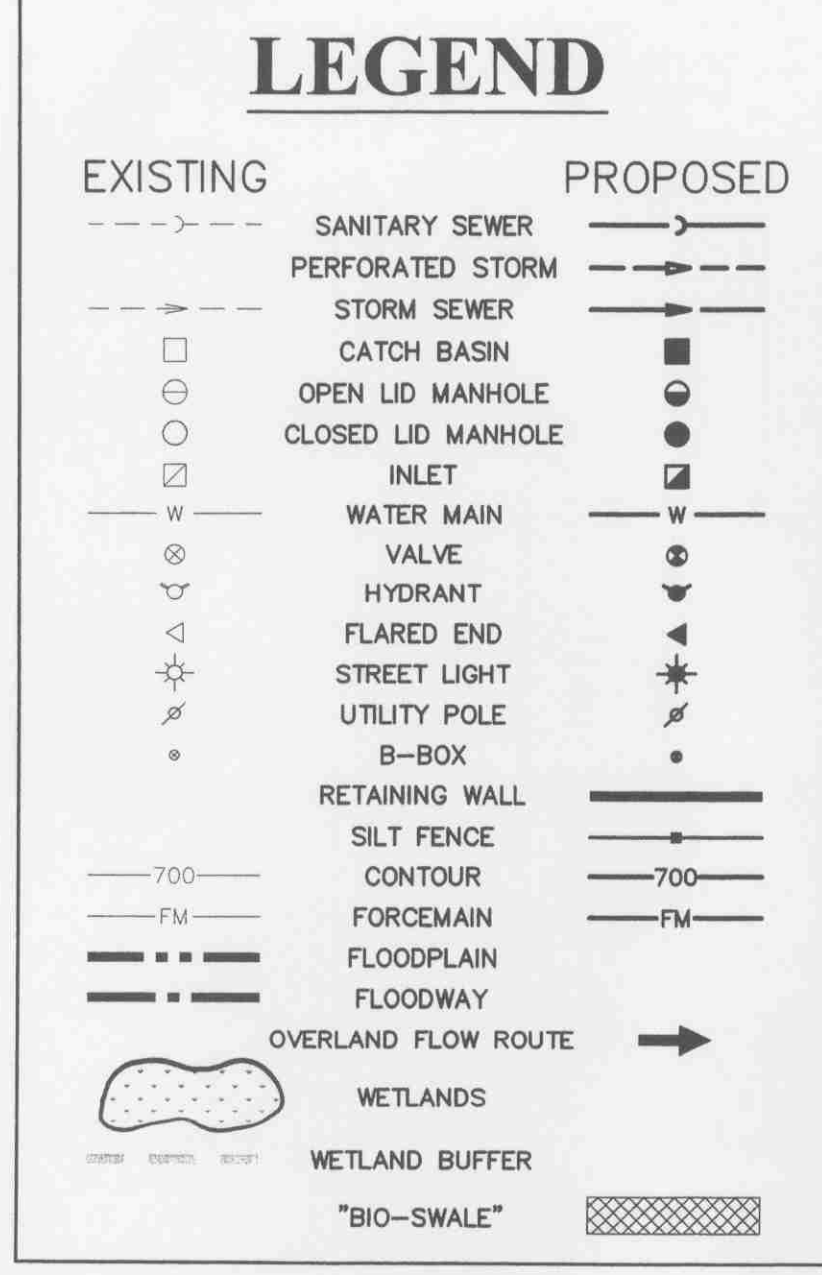 LEGEND
EXISTING PROPOSED
SANITARY SEWER
PERFORATED STORM
STORM SEWER
CATCH BASIN
OPEN LID MANHOLE
CLOSED LID MANHOLE
INLET
W WATER MAIN W
VALVE
HYDRANT
FLARED END
STREET LIGHT
UTILITY POLE
B-BOX
RETAINING WALL
SILT FENCE
700 CONTOUR 700
FM FORCEMAIN FM
FLOODPLAIN
FLOODWAY
OVERLAND FLOW ROUTE
WETLANDS
WETLAND BUFFER
"BIO-SWALE"